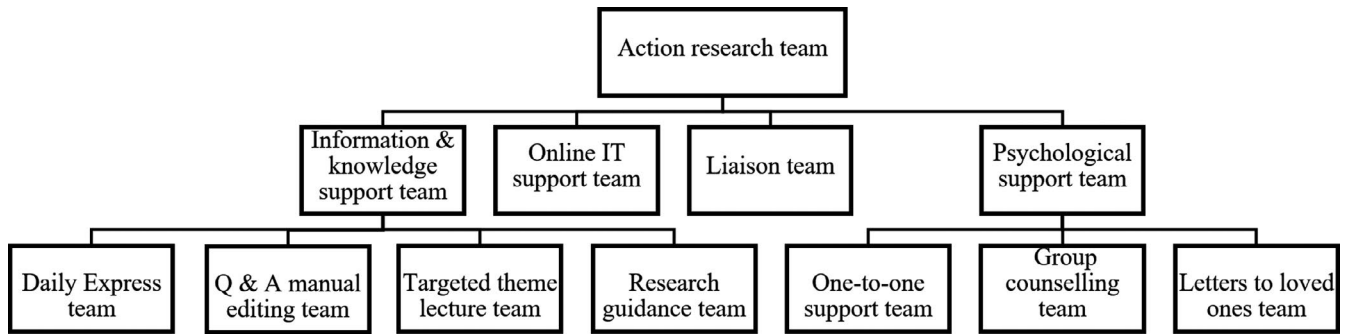 Action research team
Information &
knowledge
support team
Online IT
support team
Liaison team
Psychological
support team
Daily Express
team
Q & A manual
editing team
Targeted theme
lecture team
Research
guidance team
One-to-one
support team
Group
counselling
team
Letters to loved
ones team